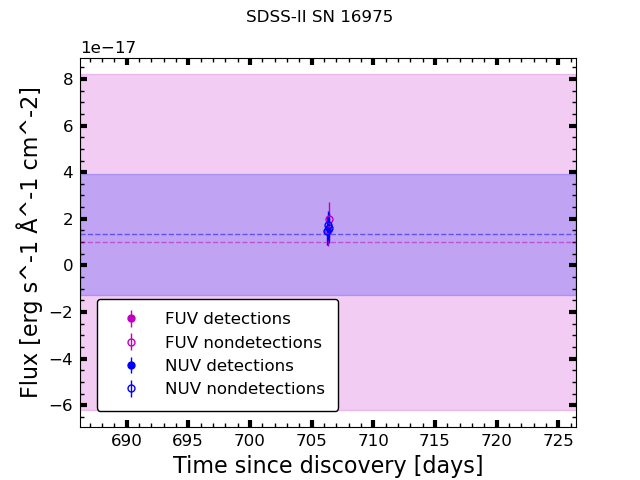 SDSS-II SN 16975
1e−17
8
6
4
2
0
−2
−4
−6
Flux [erg s^-1 Å^-1 cm^-2]
FUV detections
FUV nondetections
NUV detections
NUV nondetections
690 695 700 705 710 715 720 725
Time since discovery [days]